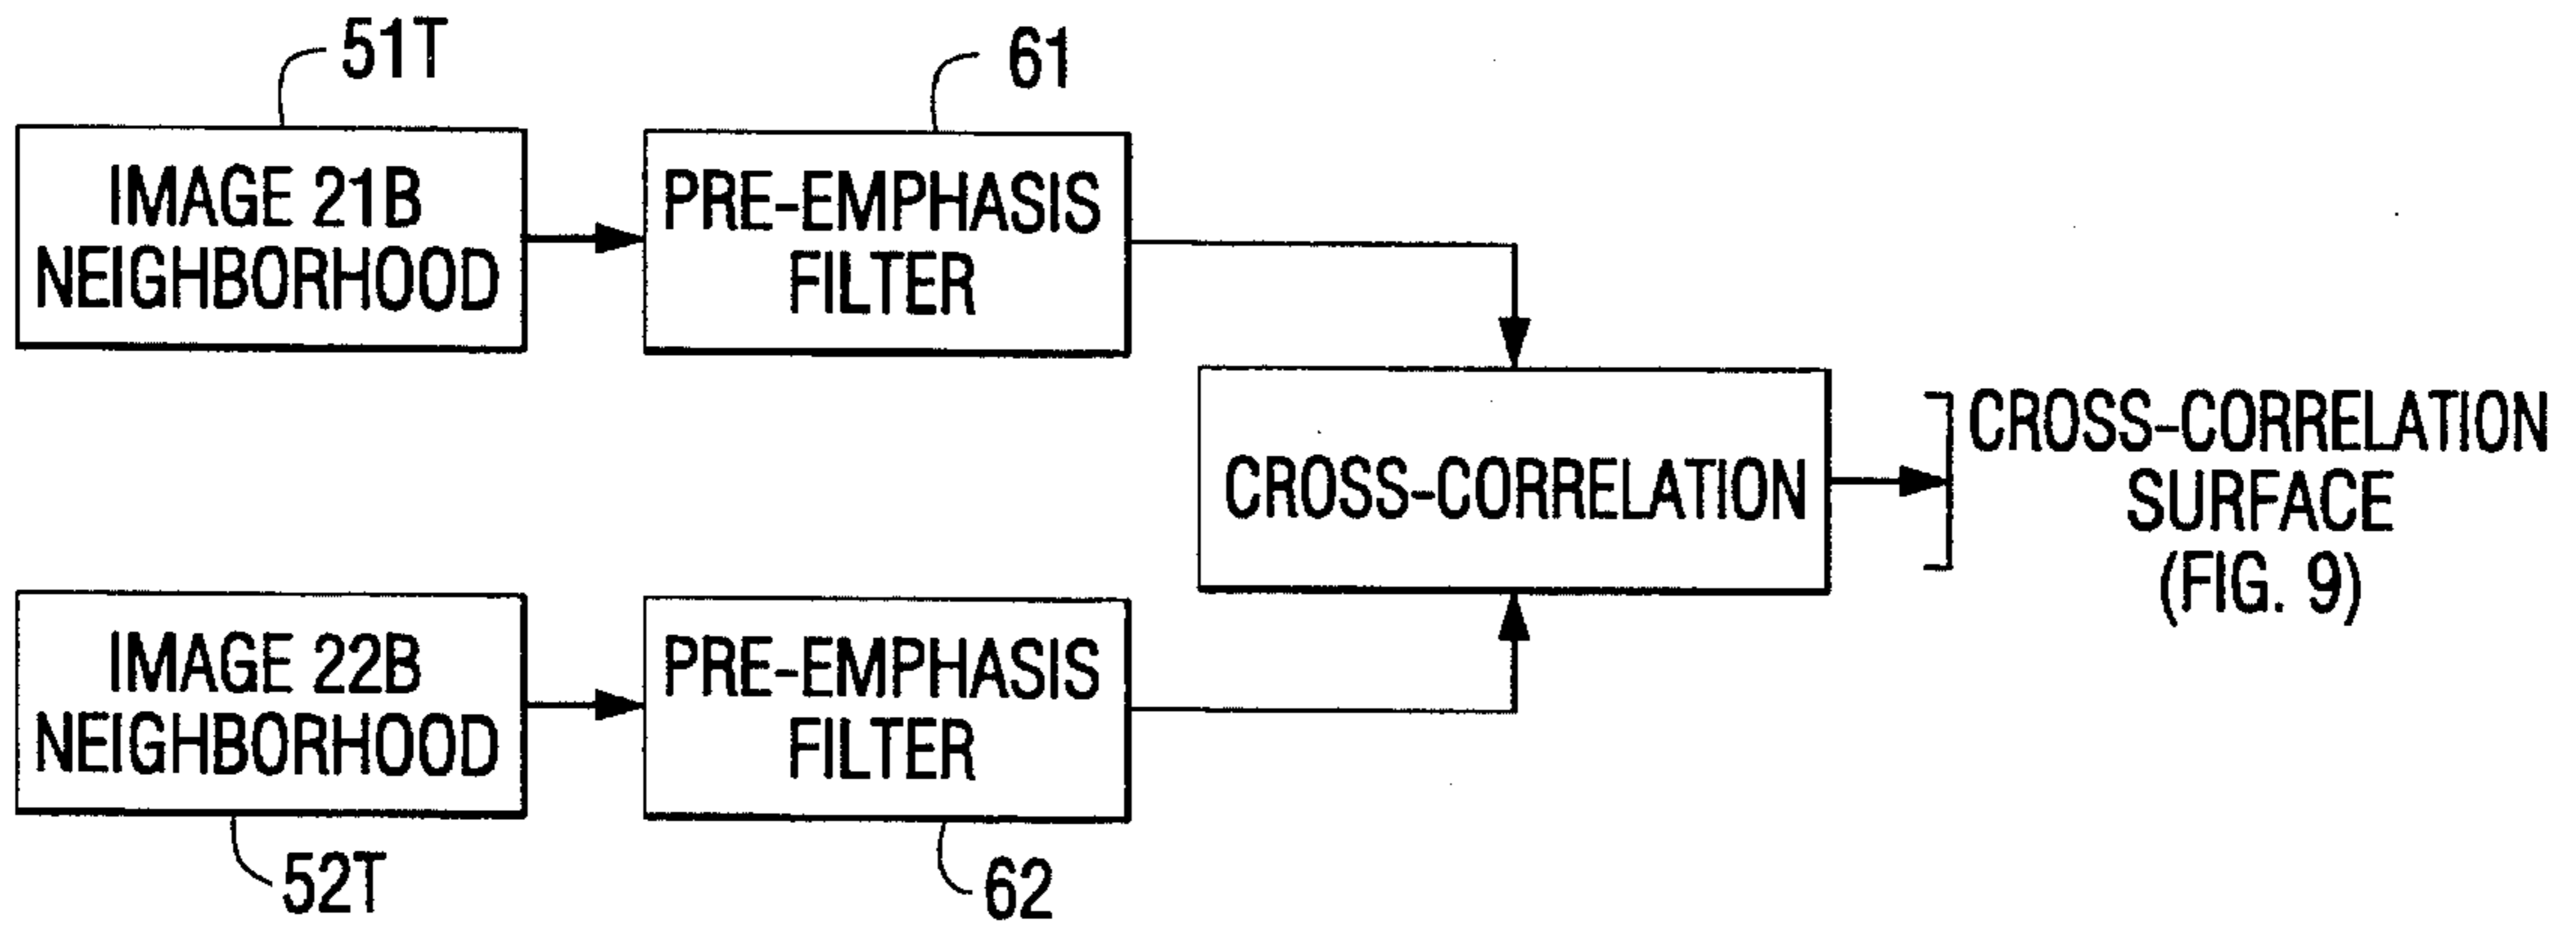 51T
61
IMAGE 21B
NEIGHBORHOOD
PRE-EMPHASIS
FILTER
CROSS-CORRELATION
CROSS-CORRELATION
SURFACE
(FIG. 9)
IMAGE 22B
NEIGHBORHOOD
PRE-EMPHASIS
FILTER
52T
62